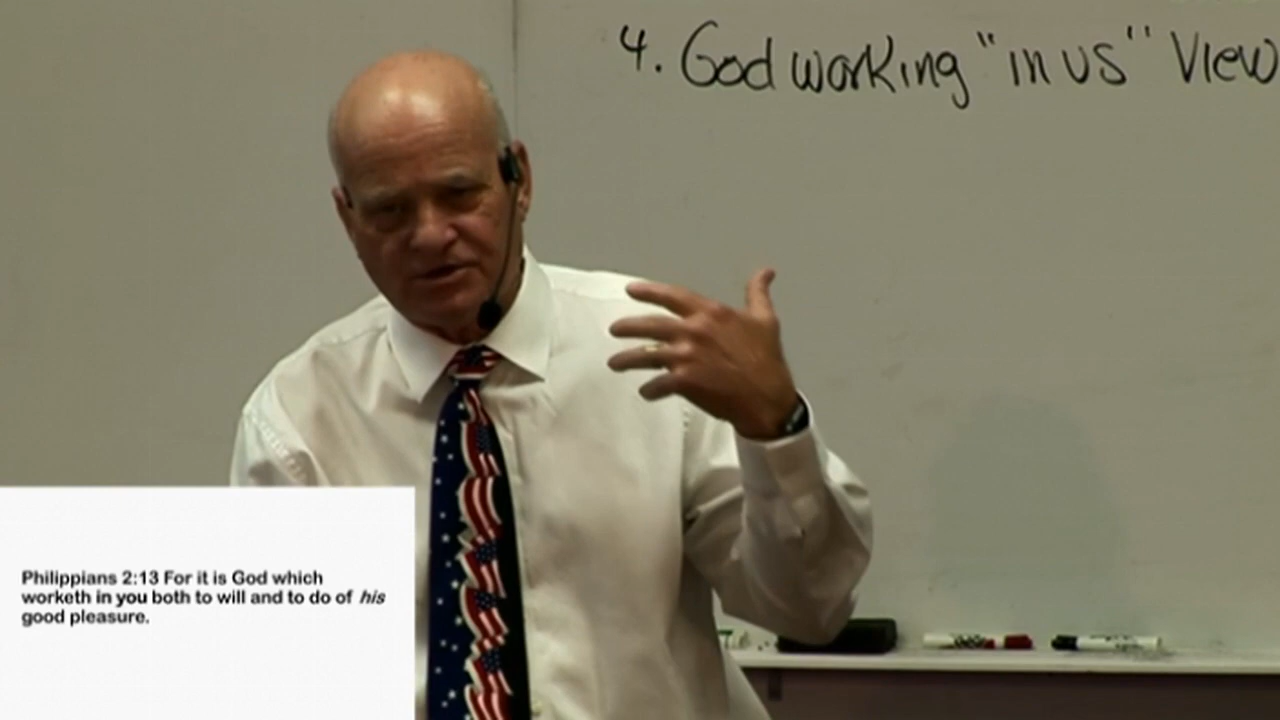 4. God working "in us" View
Philippians 2:13 For it is God which
worketh in you both to will and to do of his
good pleasure.